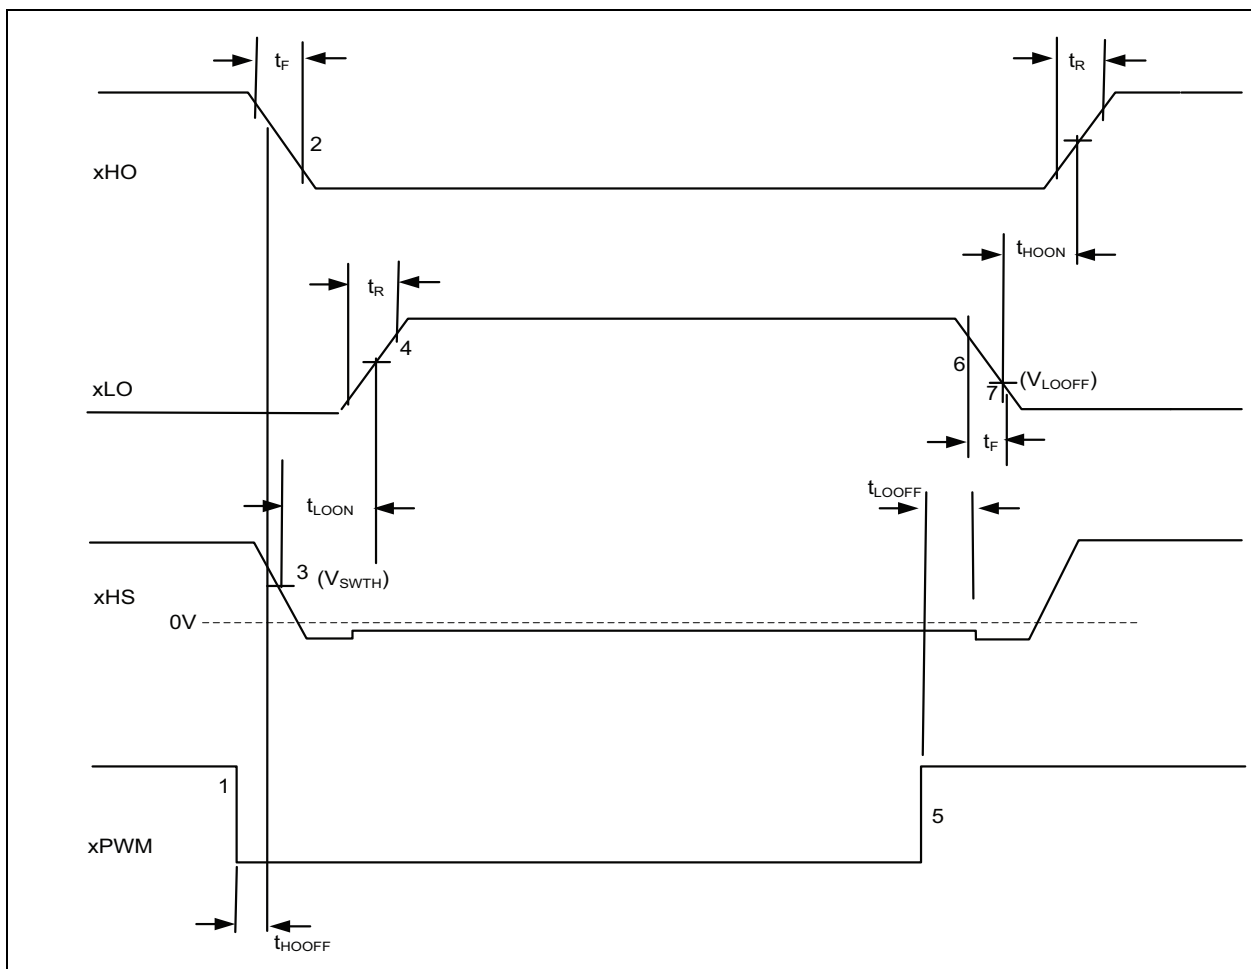 tF
tR
2
xHO
tHOON
tR
4
6
(VLOOFF)
7
xLO
tF
tLOOFF
tLOON
3 (VSWTH)
xHS
0V
1
5
xPWM
tHOOFF